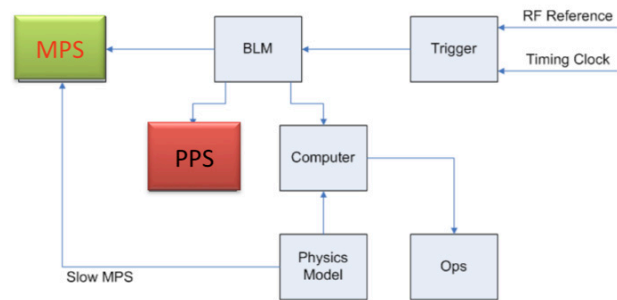 RF Reference
MPS
BLM
Trigger
Timing Clock
PPS
Computer
Physics
Model
Ops
Slow MPS